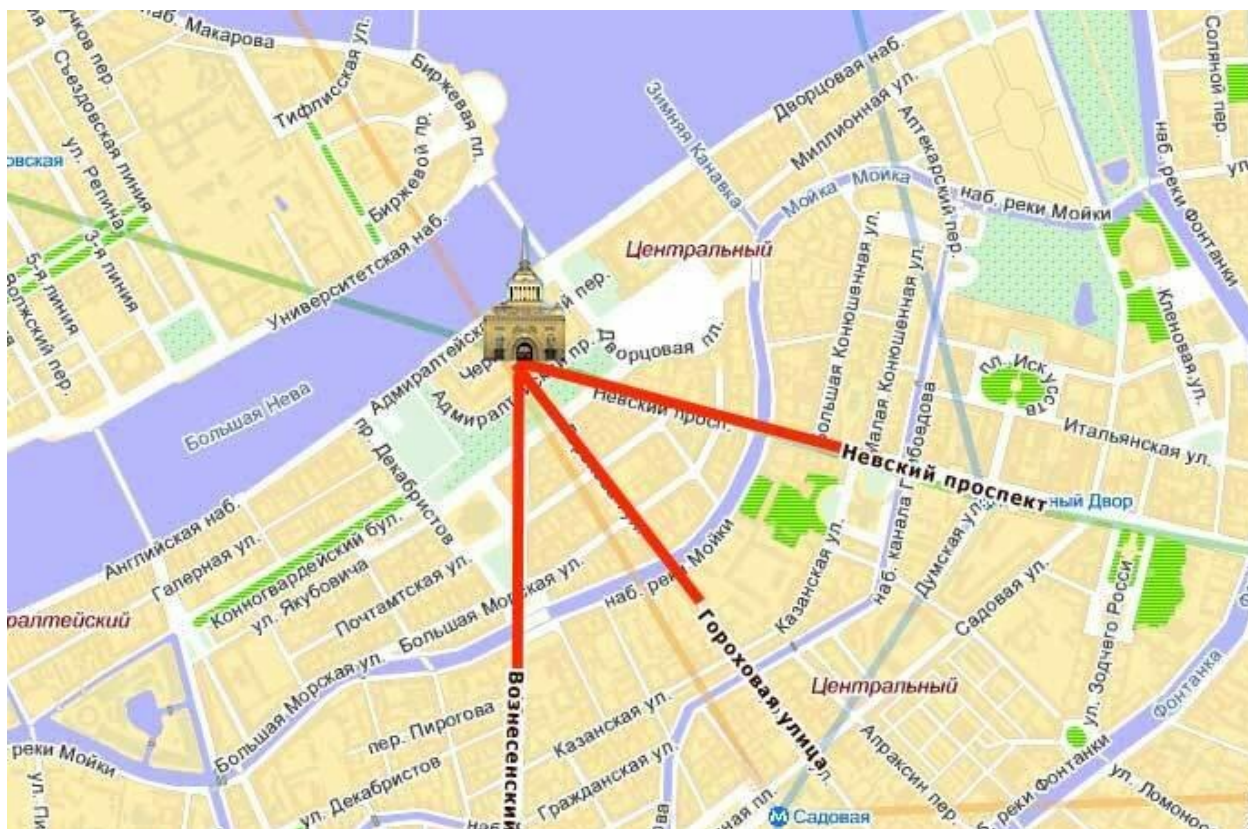 наб. Макарова
Съездовская линия
Тифлисская ул.
Биржевая пл.
Биржевой пр.
Дворцовая наб.
Миллионная ул.
Соляной пер.
Зимняя Канавка
Аптекарский пер.
наб. реки Фонтанки
Мойка
Мойка
наб. реки Мойки
ул. Репина
3-я линия
5-я линия
Университетская наб.
Центральный
Большая Нева
Дворцовая пл.
Большая Конюшенная ул.
Малая Конюшенная ул.
пл. Искусств
Кленовая ул.
Итальянская ул.
Невский просп.
Невский проспект
пр. Декабристов
Английская наб.
Галерная ул.
Конногвардейский бул.
ул. Якубовича
Почтамтская ул.
Большая Морская ул.
наб. реки Мойки
Казанская ул.
Думская ул.
Садовая ул.
ул. Зодчего Росси
Фонтанка
Гороховая улица
Центральный
Вознесенский
Большая Морская ул.
пер. Пирогова
Казанская ул.
Гражданская ул.
ул. Декабристов
реки Мойки
Апраксин пер.
наб. реки Фонтанки
Садовая